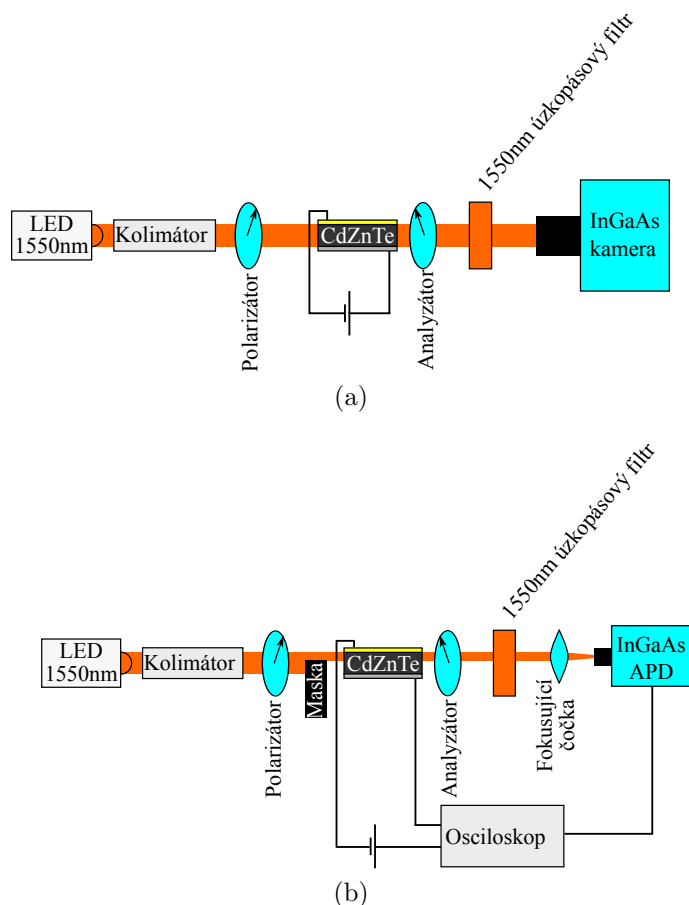 1550nm úzkopásový filtr
LED
1550nm
Kolimátor
Polarizátor
CdZnTe
Analyzátor
InGaAs
kamera
(a)
1550nm úzkopásový filtr
LED
1550nm
Kolimátor
Polarizátor
Maska
CdZnTe
Analyzátor
Fokusující
čočka
InGaAs
APD
Osciloskop
(b)